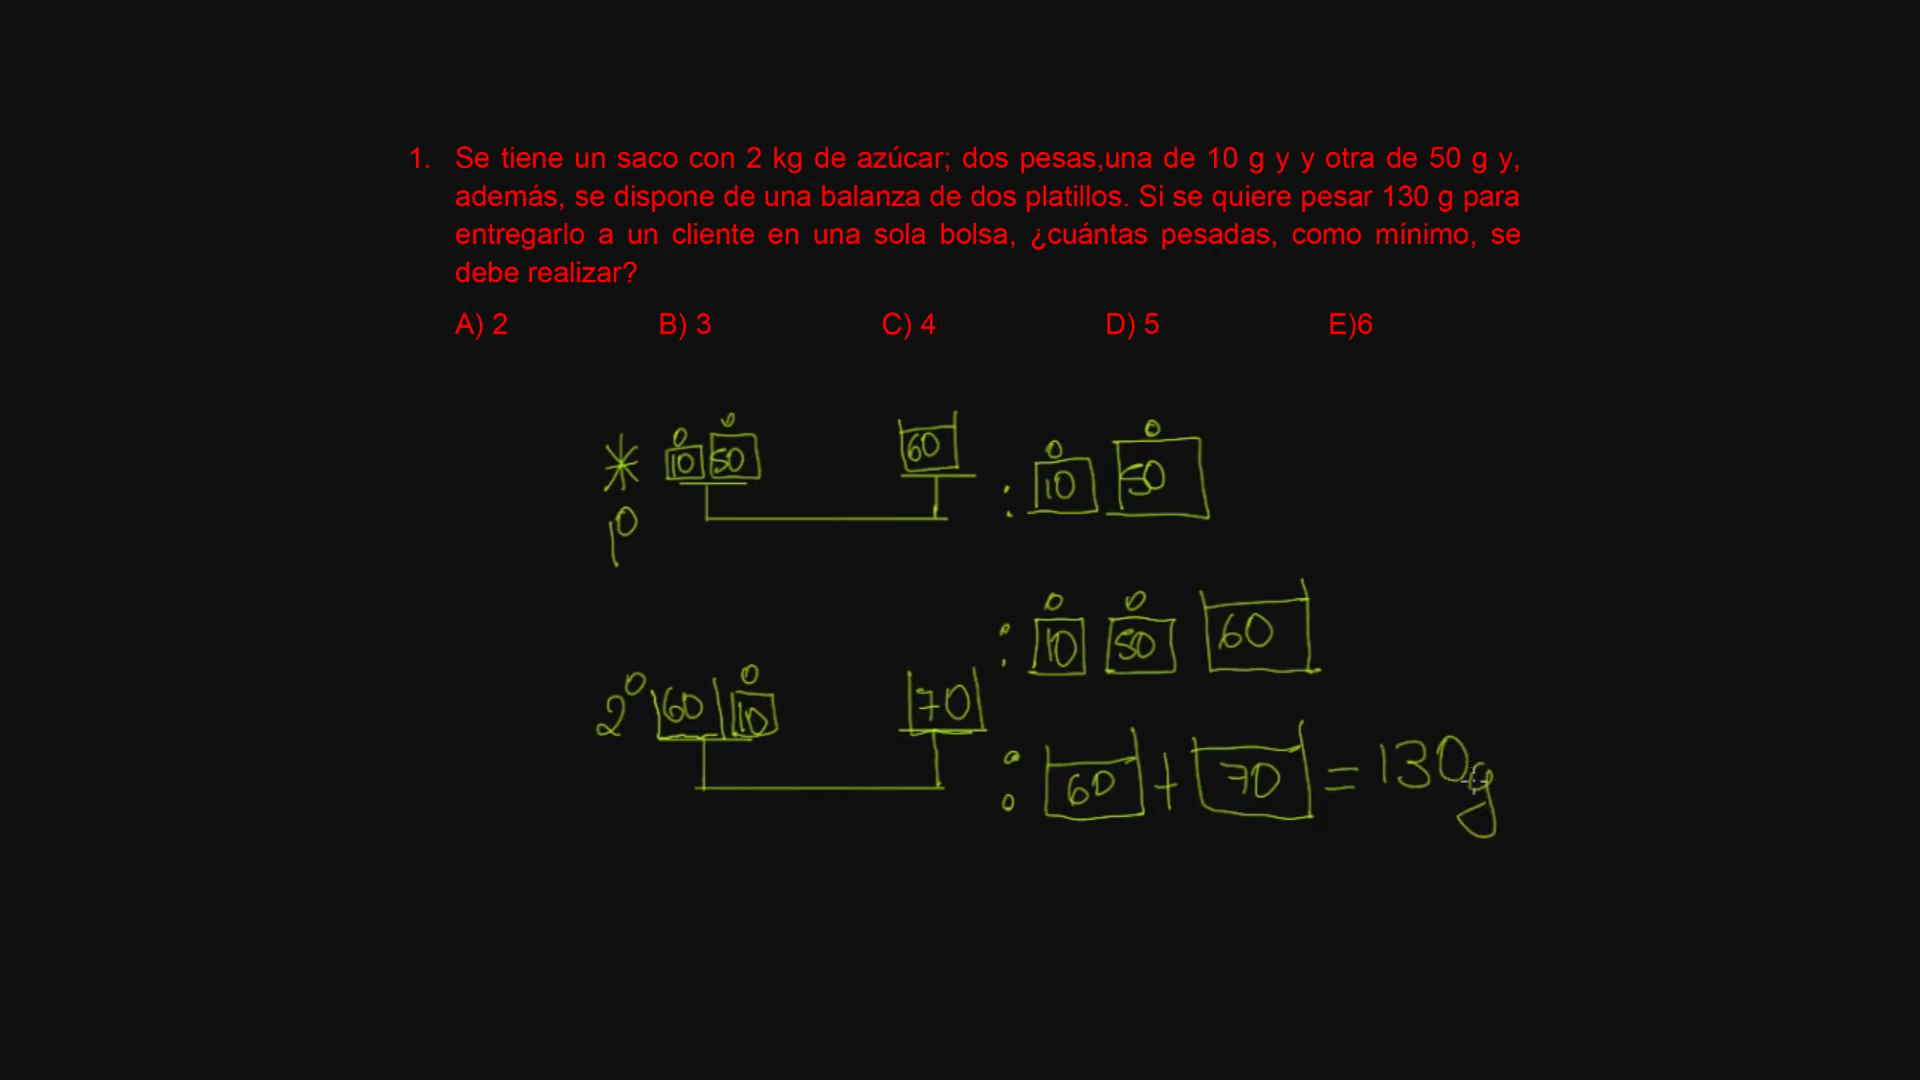 1. Se tiene un saco con 2 kg de azúcar; dos pesas,una de 10 g y y otra de 50 g y,
además, se dispone de una balanza de dos platillos. Si se quiere pesar 130 g para
entregarlo a un cliente en una sola bolsa, ¿cuántas pesadas, como mínimo, se
debe realizar?
A) 2 B) 3 C) 4 D) 5 E)6
* 10 50 60 : 10 50
1°
: 10 50 60
2° 60 10 70
: 60 + 70 = 130g